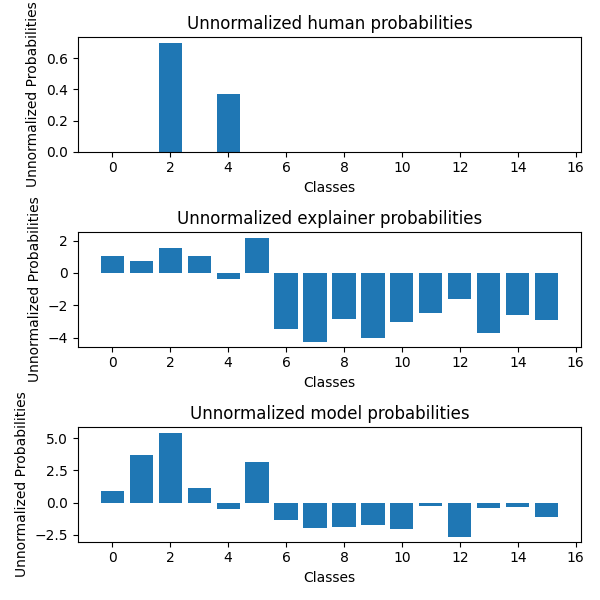 Unnormalized human probabilities
Unnormalized Probabilities
0.6
0.4
0.2
0.0
0 2 4 6 8 10 12 14 16
Classes
Unnormalized explainer probabilities
Unnormalized Probabilities
2
0
−2
−4
0 2 4 6 8 10 12 14 16
Classes
Unnormalized model probabilities
Unnormalized Probabilities
5.0
2.5
0.0
−2.5
0 2 4 6 8 10 12 14 16
Classes